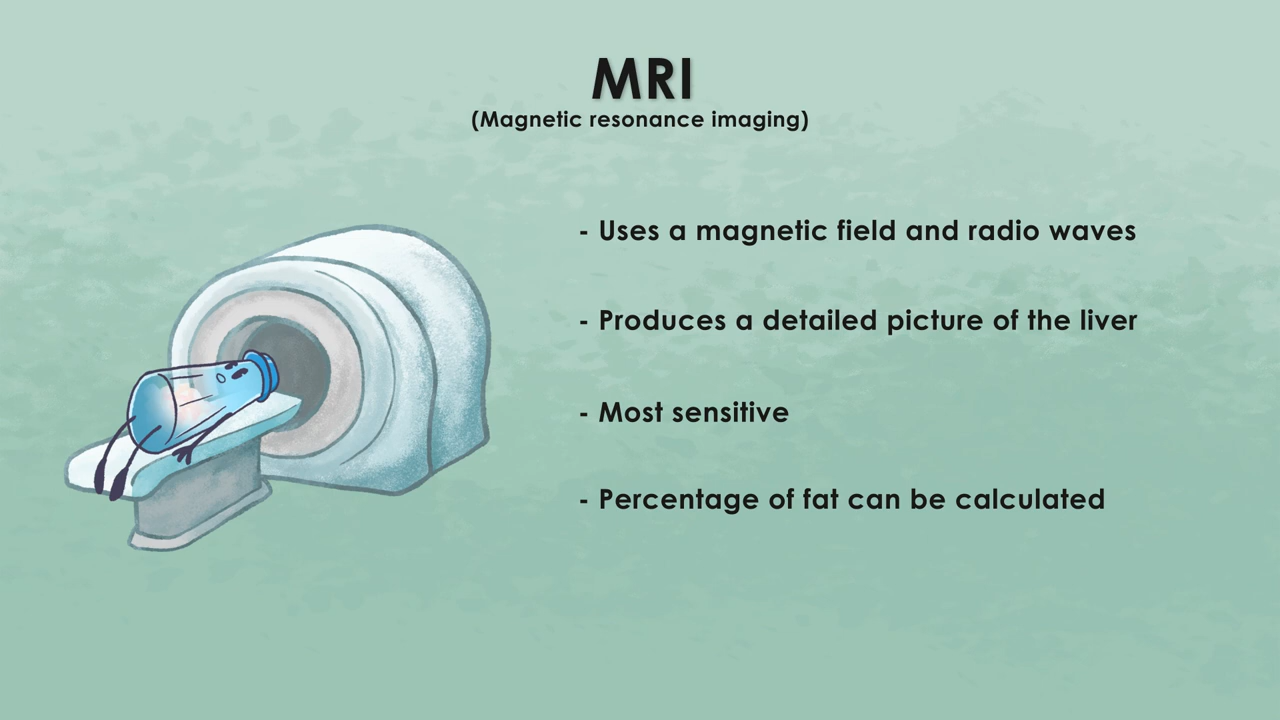 MRI
(Magnetic resonance imaging)
- Uses a magnetic field and radio waves
- Produces a detailed picture of the liver
- Most sensitive
- Percentage of fat can be calculated